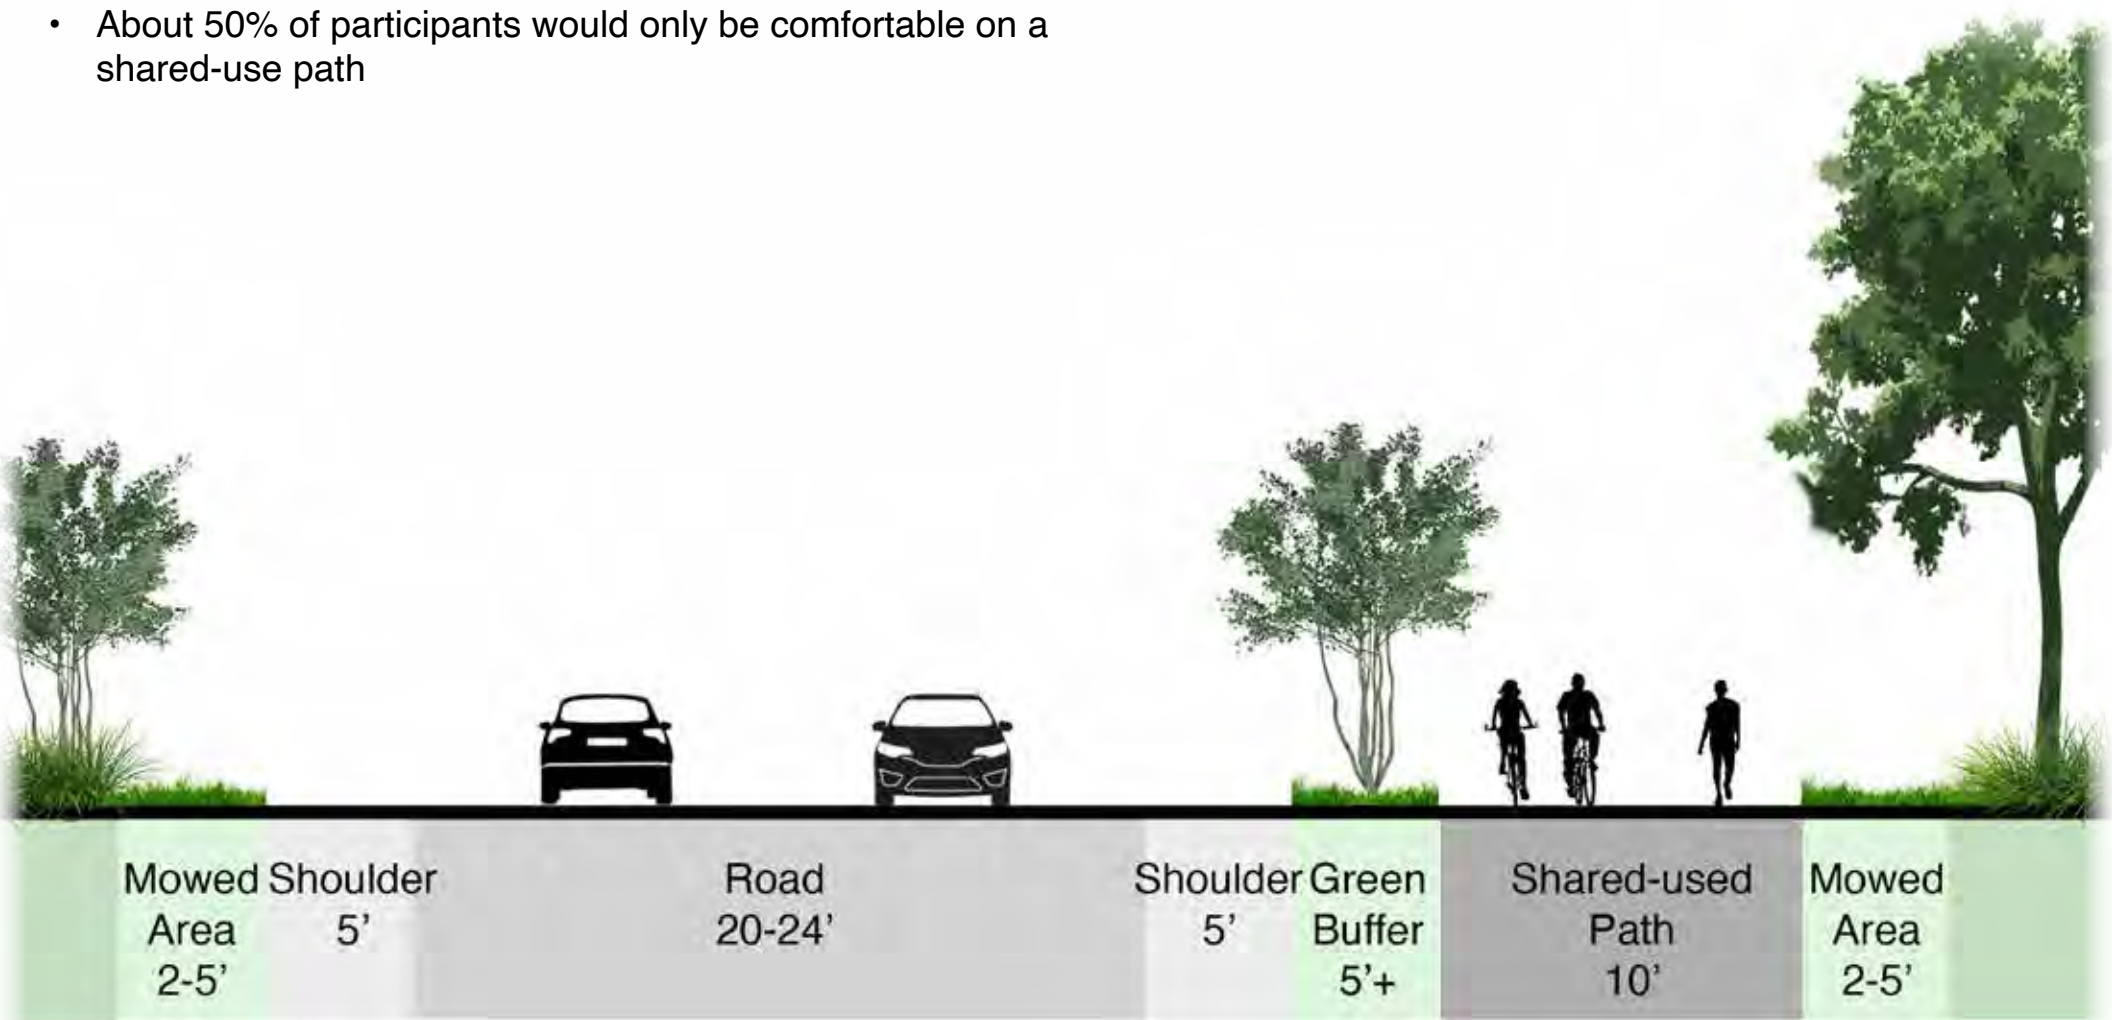 • About 50% of participants would only be comfortable on a
shared-use path
Mowed
Area
2-5’
Shoulder
5’
Road
20-24’
Shoulder
5’
Green
Buffer
5’+
Shared-used
Path
10’
Mowed
Area
2-5’